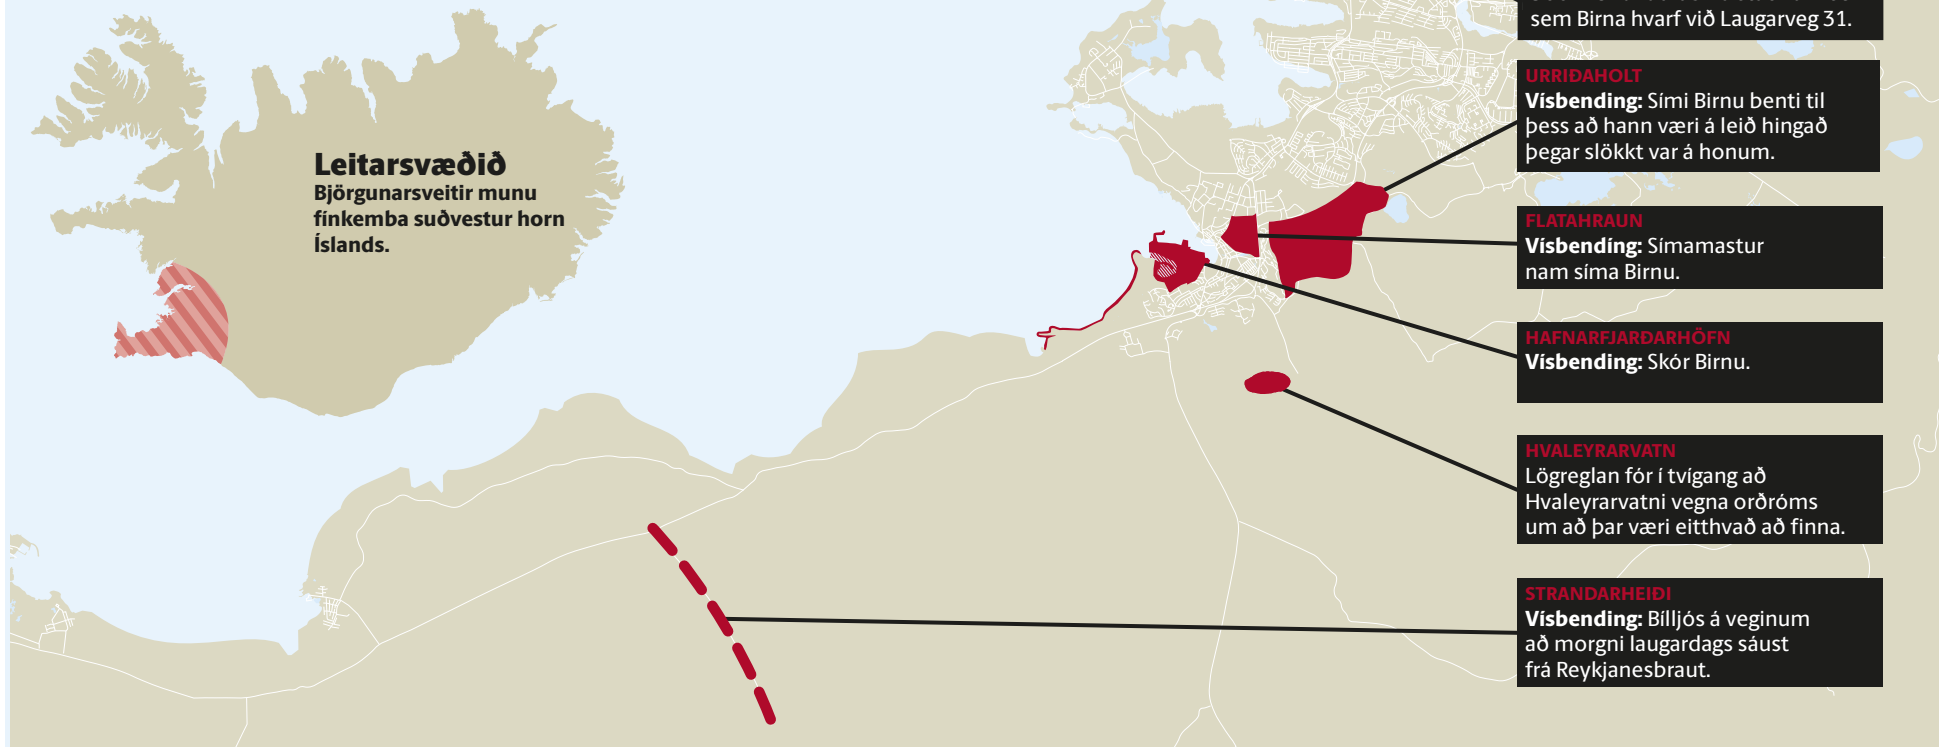 Leitarsvæðið
Björgunarsveitir munu
fínkemba suðvestur horn
Íslands.
sem Birna hvarf við Laugarveg 31.
URRIÐAHOLT
Vísbending: Sími Birnu benti til
þess að hann væri á leið hingað
þegar slökkt var á honum.
FLATAHRAUN
Vísbendíng: Símamastur
nam síma Birnu.
HAFNARFJARÐARHÖFN
Vísbending: Skór Birnu.
HVALEYRARVATN
Lögreglan fór í tvígang að
Hvaleyrarvatni vegna orðróms
um að þar væri eitthvað að finna.
STRANDARHEIÐI
Vísbending: Bílljós á veginum
að morgni laugardags sáust
frá Reykjanesbraut.